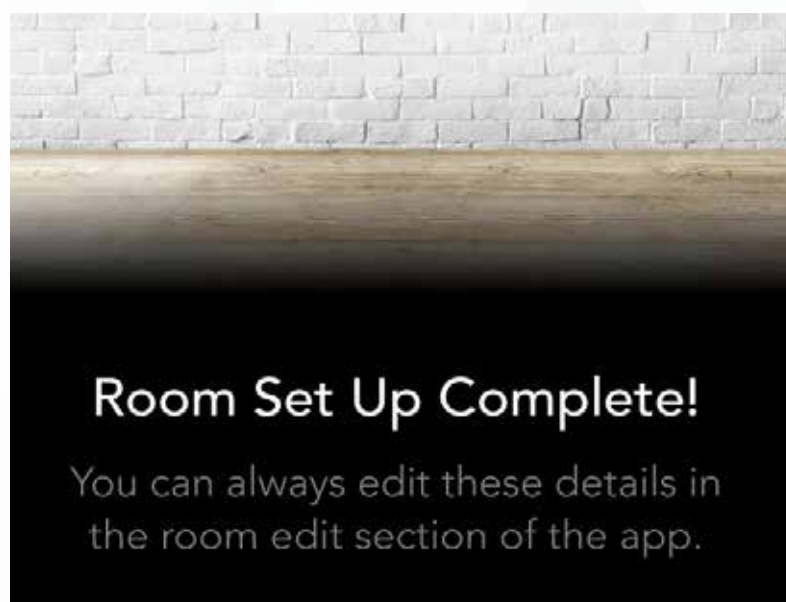 Room Set Up Complete!
You can always edit these details in
the room edit section of the app.